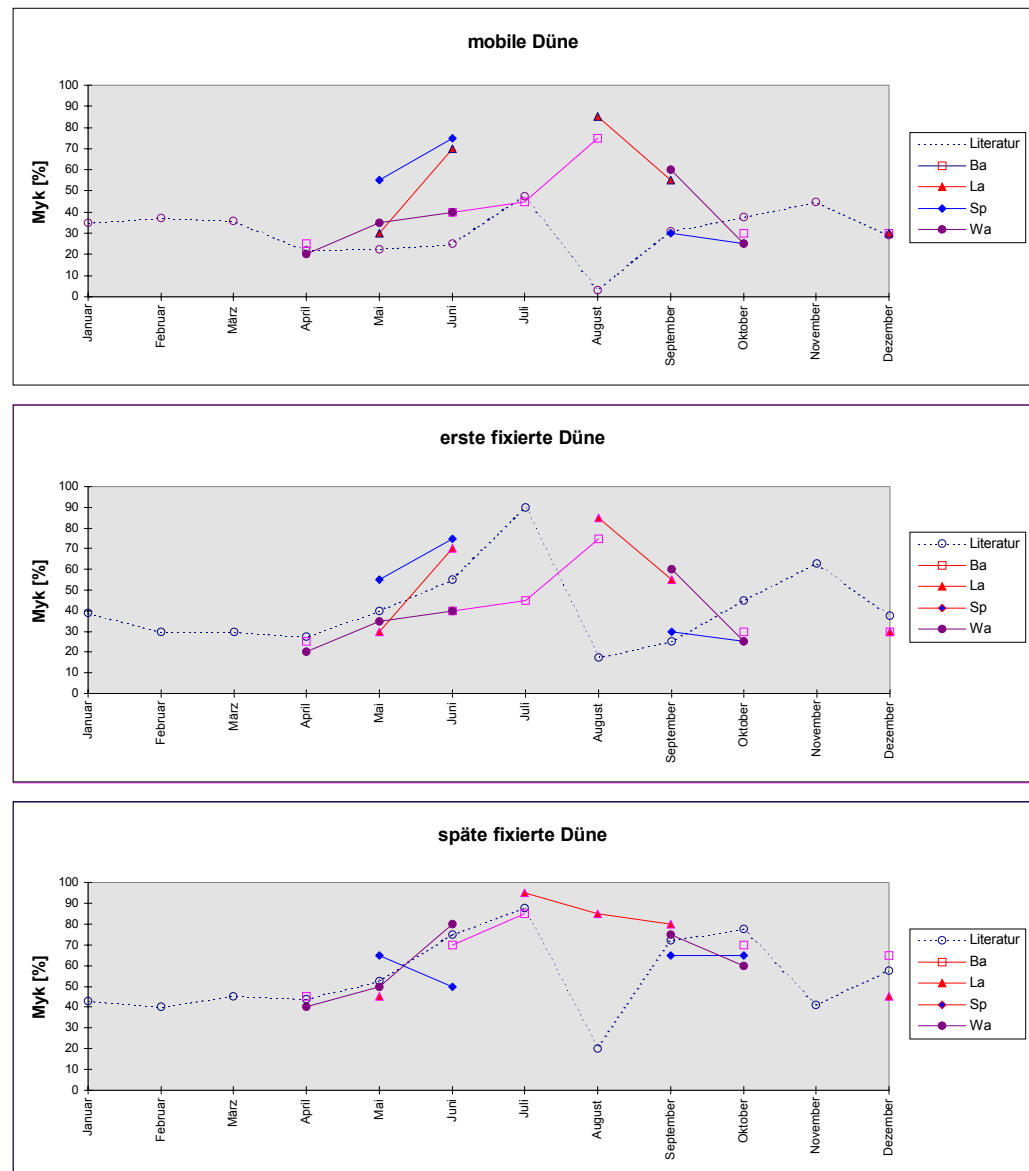 mobile Düne
Myk [%]
100
90
80
70
60
50
40
30
20
10
0
Januar
Februar
März
April
Mai
Juni
Juli
August
September
Oktober
November
Dezember
Literatur
Ba
La
Sp
Wa
erste fixierte Düne
Myk [%]
100
90
80
70
60
50
40
30
20
10
0
Januar
Februar
März
April
Mai
Juni
Juli
August
September
Oktober
November
Dezember
Literatur
Ba
La
Sp
Wa
späte fixierte Düne
Myk [%]
100
90
80
70
60
50
40
30
20
10
0
Januar
Februar
März
April
Mai
Juni
Juli
August
September
Oktober
November
Dezember
Literatur
Ba
La
Sp
Wa